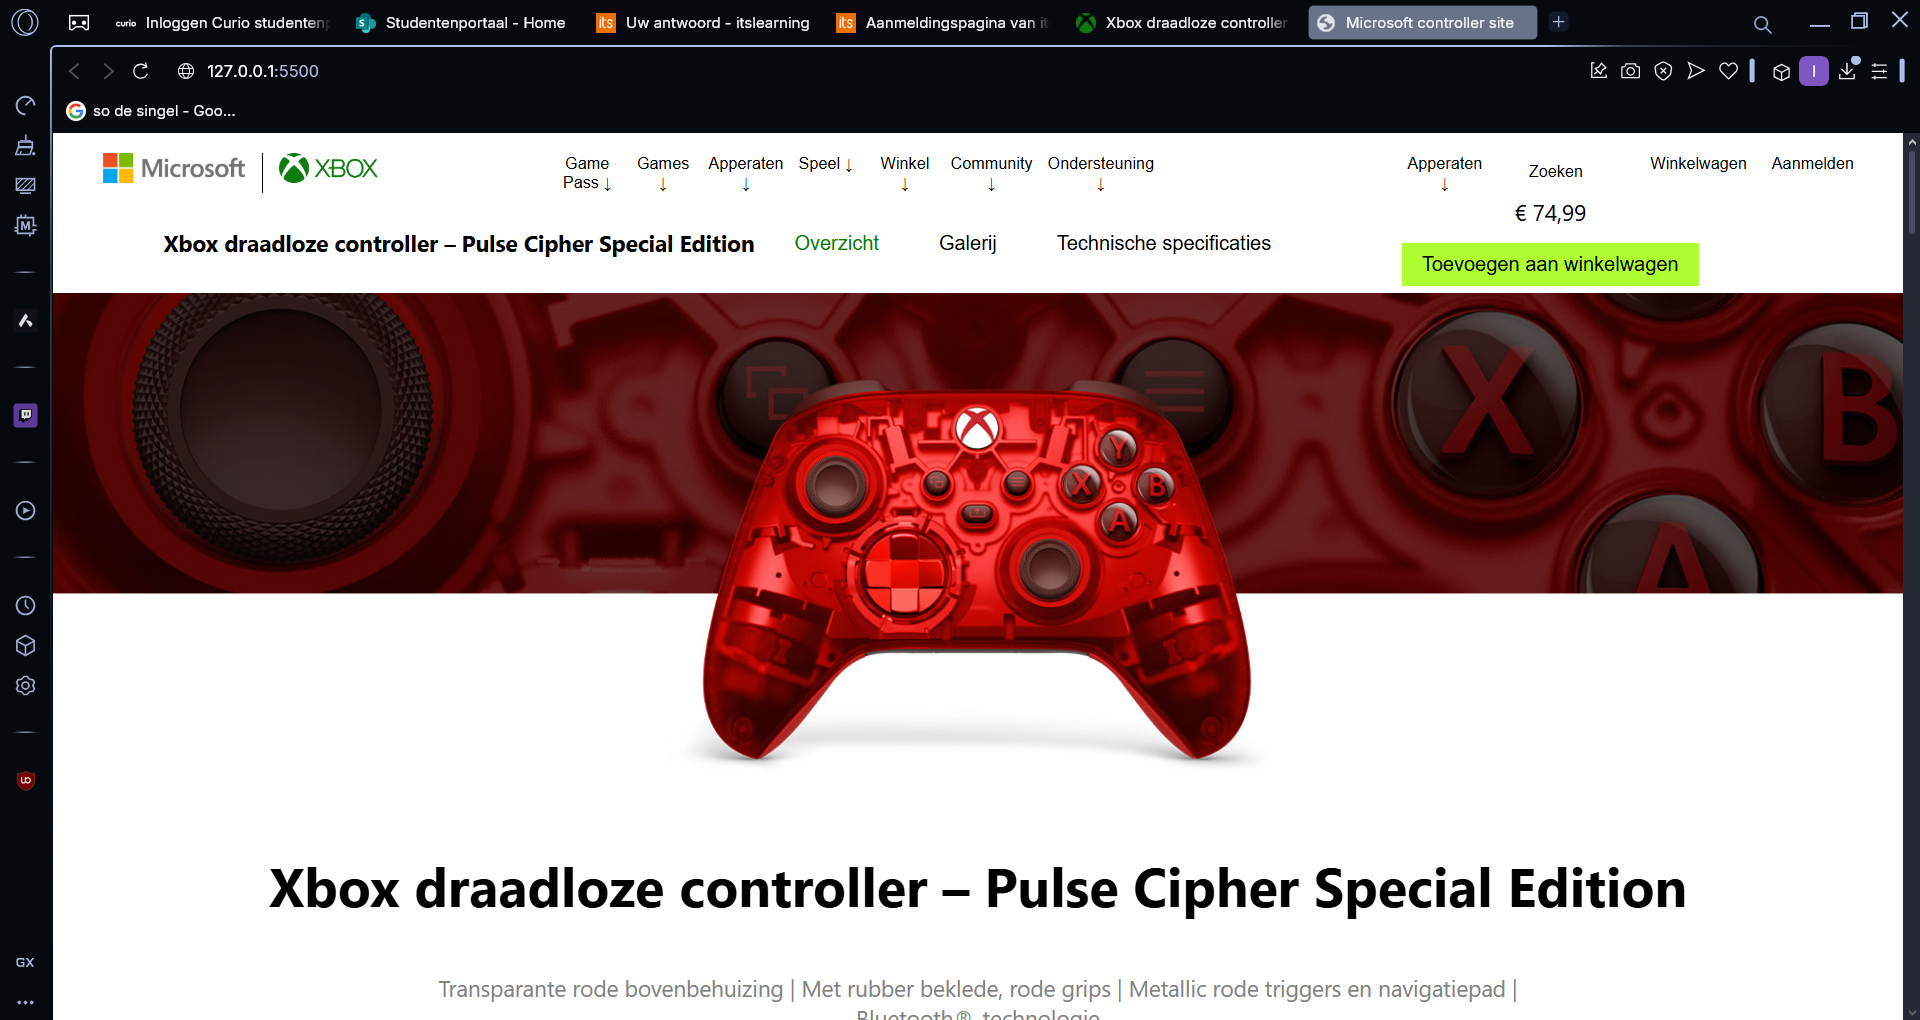 Inloggen Curio studenten
Studentenportaal - Home
Uw antwoord - itslearning
Aanmeldingspagina van it
Xbox draadloze controller
Microsoft controller site
127.0.0.1:5500
so de singel - Goo...
Microsoft
XBOX
Game Pass ↓
Games ↓
Apperaten ↓
Speel ↓
Winkel ↓
Community ↓
Ondersteuning ↓
Apperaten ↓
Zoeken
Winkelwagen
Aanmelden
€ 74,99
Xbox draadloze controller – Pulse Cipher Special Edition
Overzicht
Galerij
Technische specificaties
Toevoegen aan winkelwagen
X
B
A
Y
X
B
A
Xbox draadloze controller – Pulse Cipher Special Edition
Transparante rode bovenbehuizing | Met rubber beklede, rode grips | Metallic rode triggers en navigatiepad |
Bluetooth®-technologie
GX